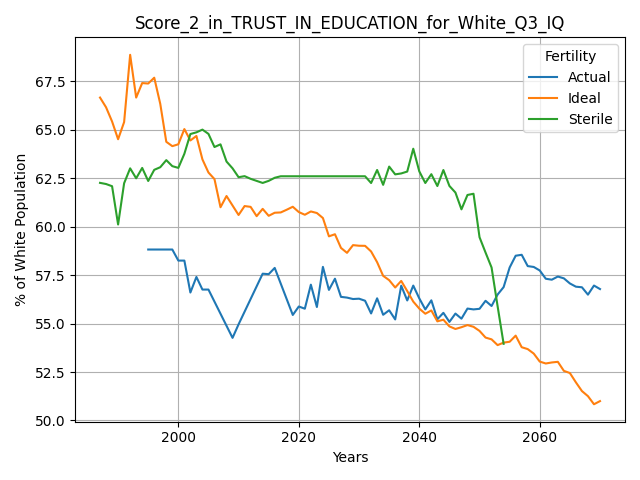 Score_2_in_TRUST_IN_EDUCATION_for_White_Q3_IQ
Fertility
Actual
Ideal
Sterile
% of White Population
67.5
65.0
62.5
60.0
57.5
55.0
52.5
50.0
2000
2020
2040
2060
Years